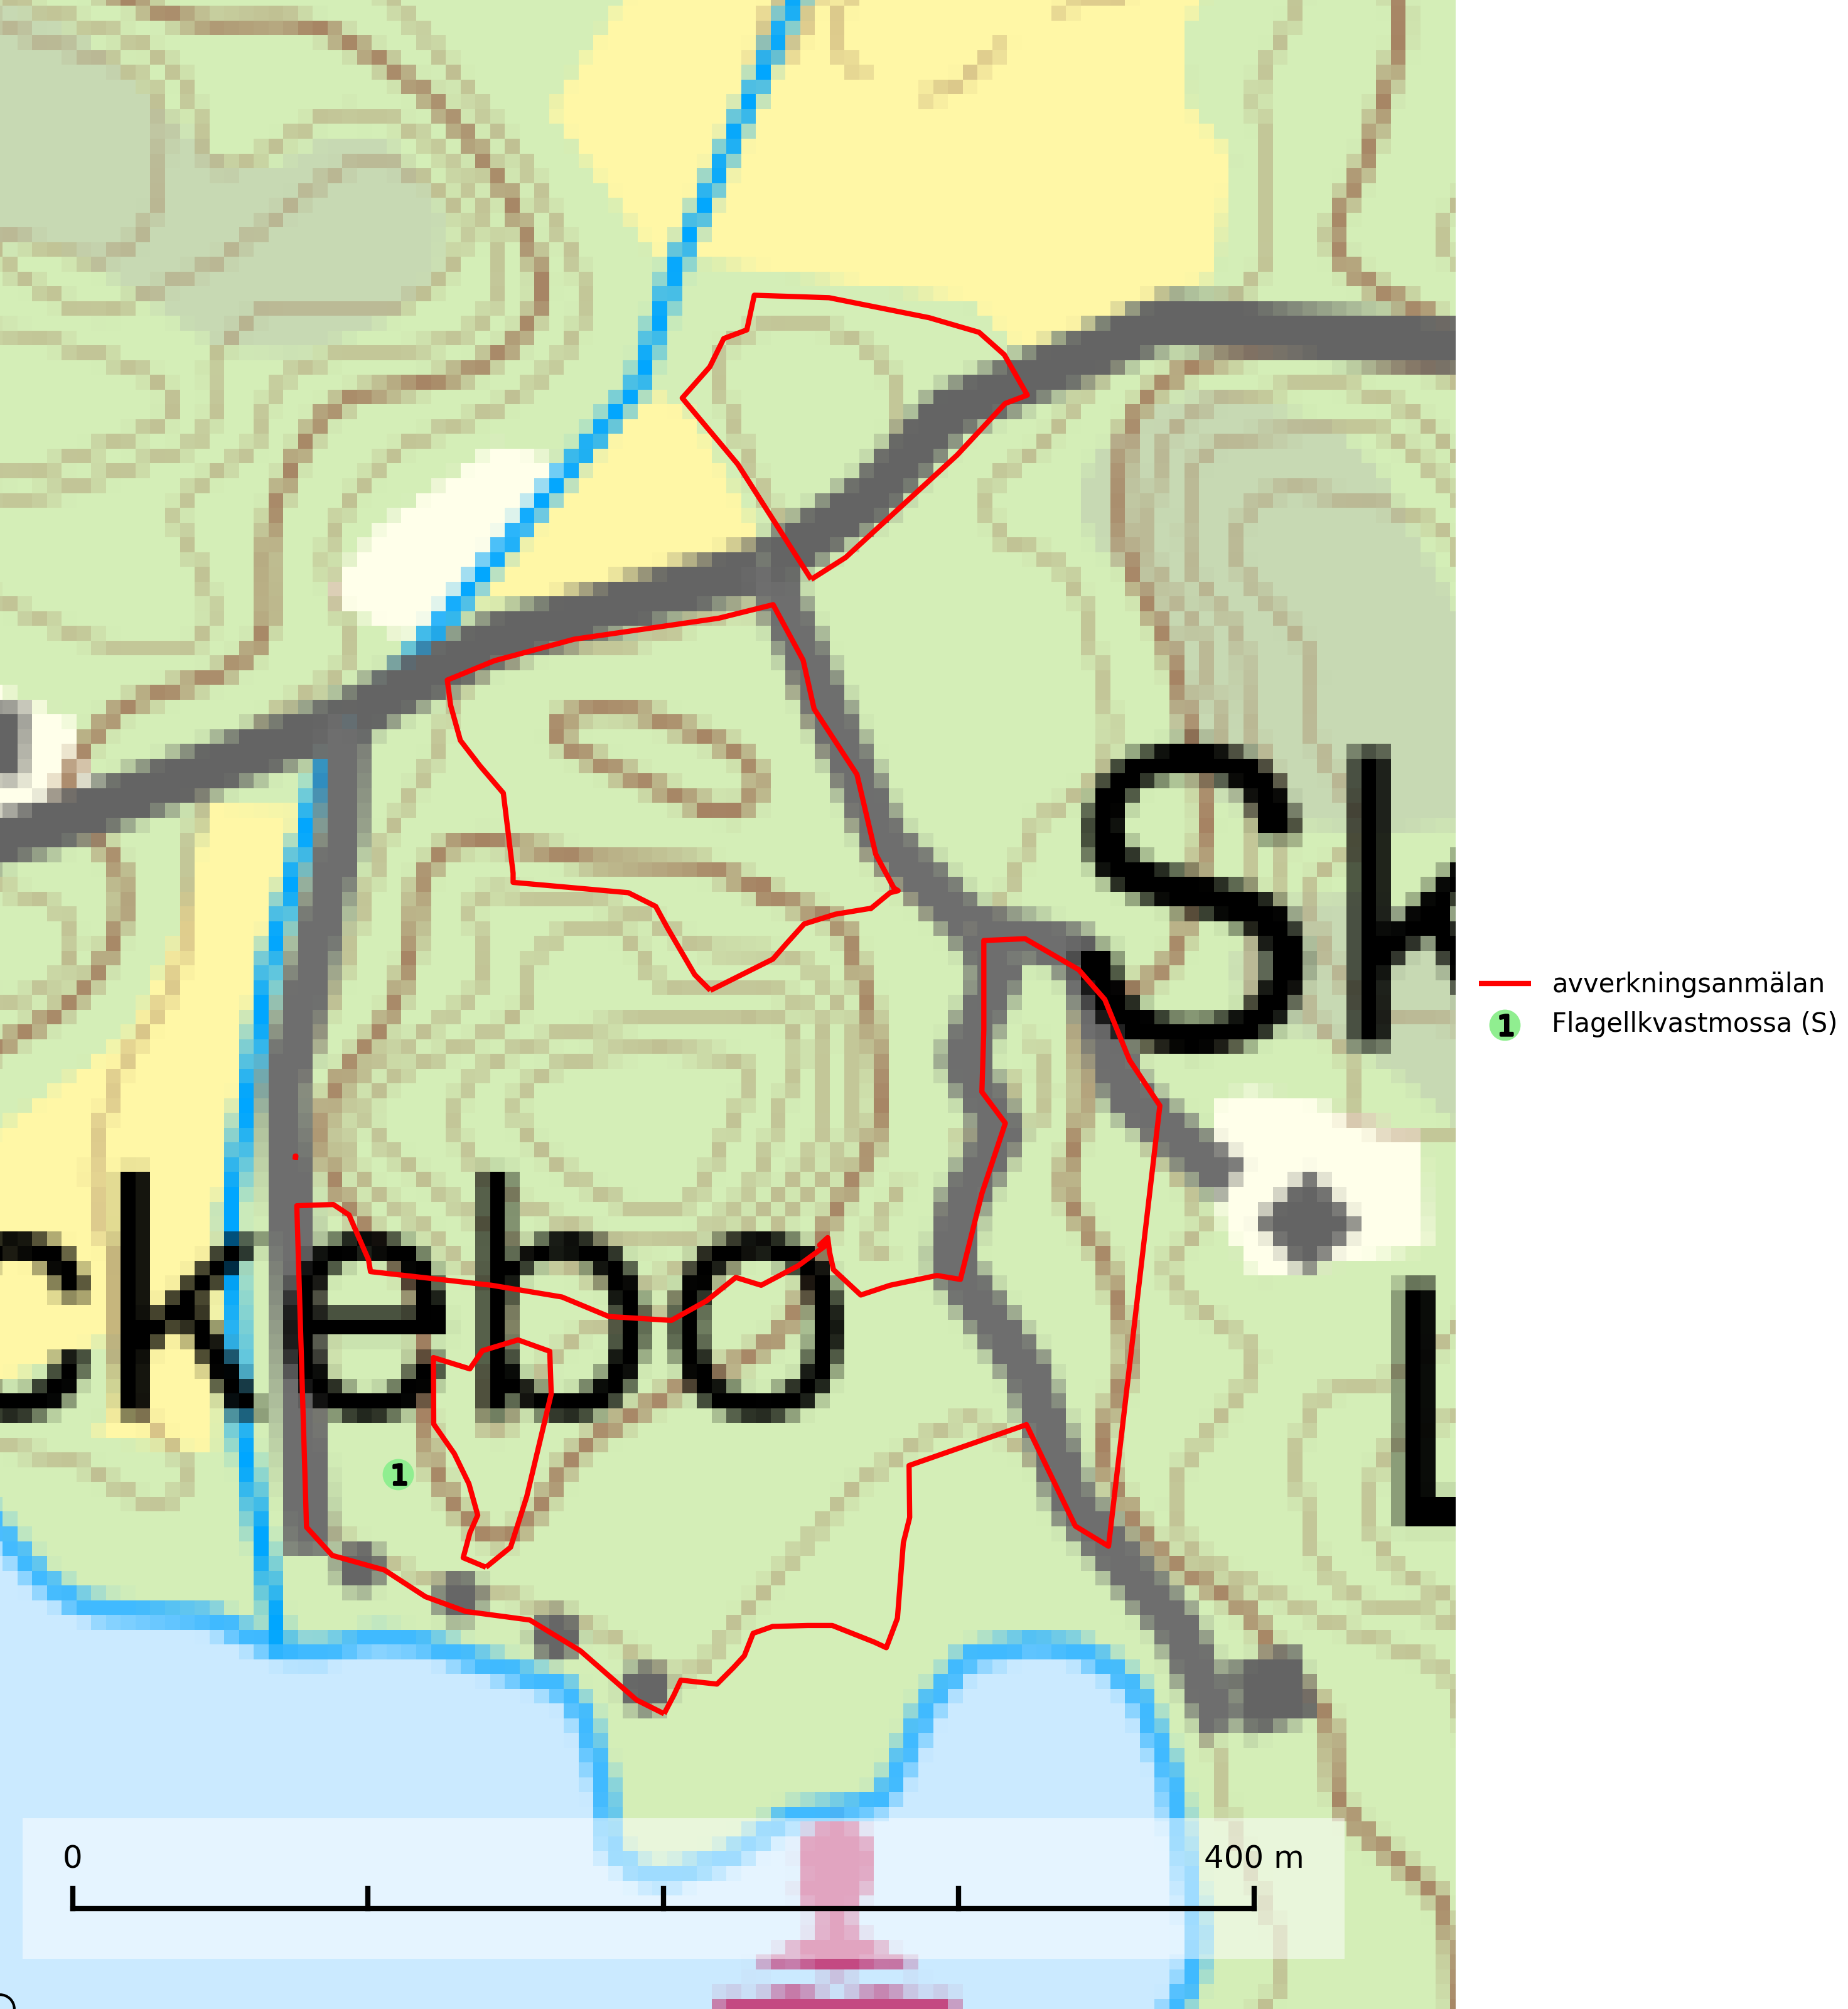 Sk
ckebo
L
1
avverkningsanmälan
1 Flagellkvastmossa (S)
0 400 m